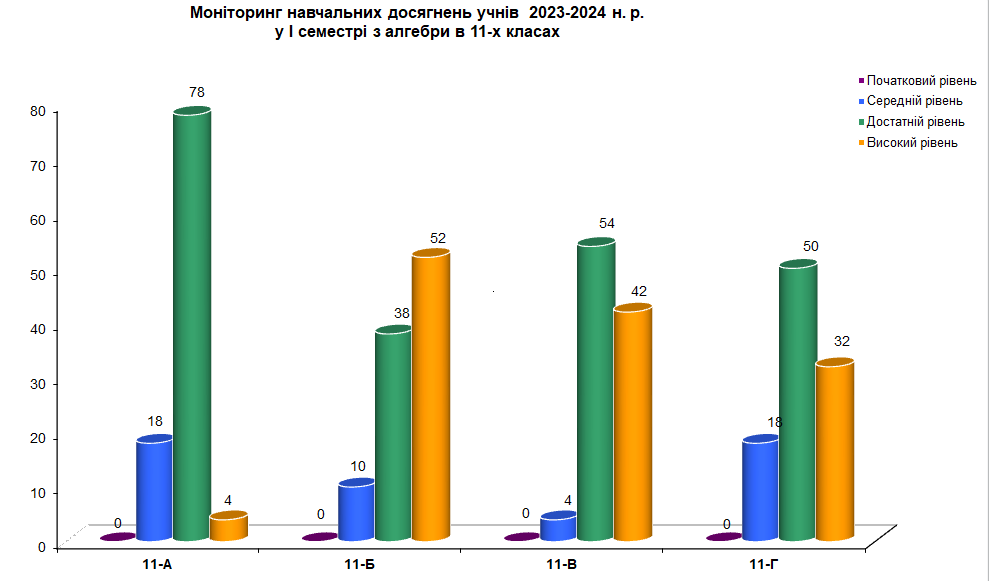 Моніторинг навчальних досягнень учнів 2023-2024 н. р.
у І семестрі з алгебри в 11-х класах
Початковий рівень
Середній рівень
Достатній рівень
Високий рівень
80
70
60
50
40
30
20
10
0
0
18
78
4
0
10
38
52
0
4
54
42
0
18
50
32
11-А
11-Б
11-В
11-Г